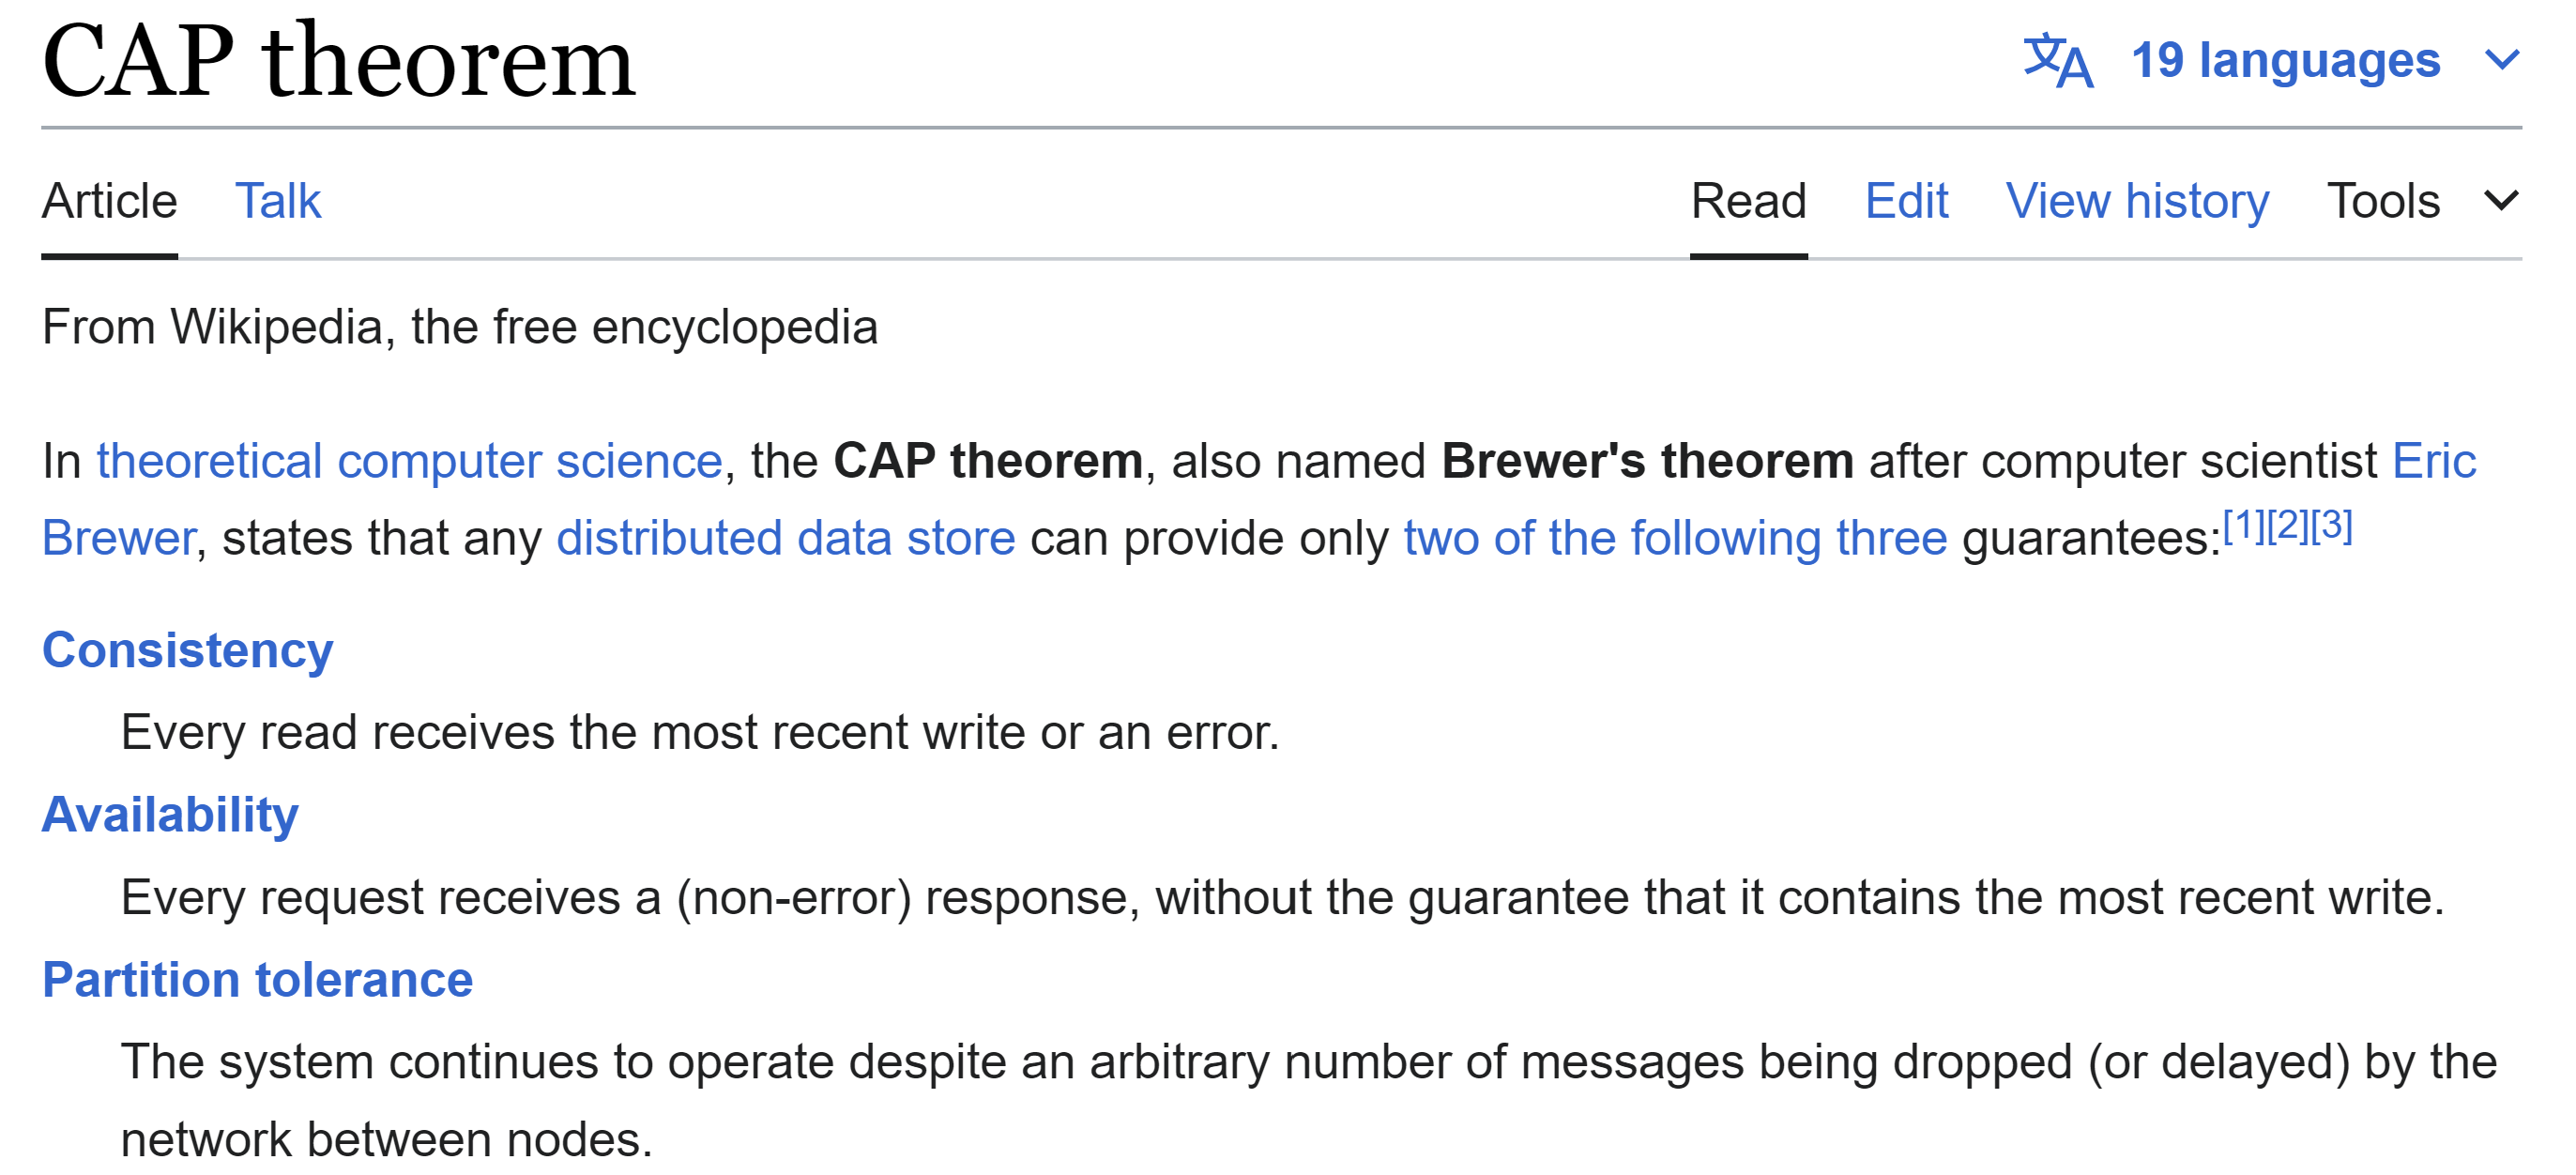 CAP theorem
文A 19 languages
Article Talk Read Edit View history Tools
From Wikipedia, the free encyclopedia
In theoretical computer science, the CAP theorem, also named Brewer's theorem after computer scientist Eric
Brewer, states that any distributed data store can provide only two of the following three guarantees:[1][2][3]
Consistency
Every read receives the most recent write or an error.
Availability
Every request receives a (non-error) response, without the guarantee that it contains the most recent write.
Partition tolerance
The system continues to operate despite an arbitrary number of messages being dropped (or delayed) by the
network between nodes.